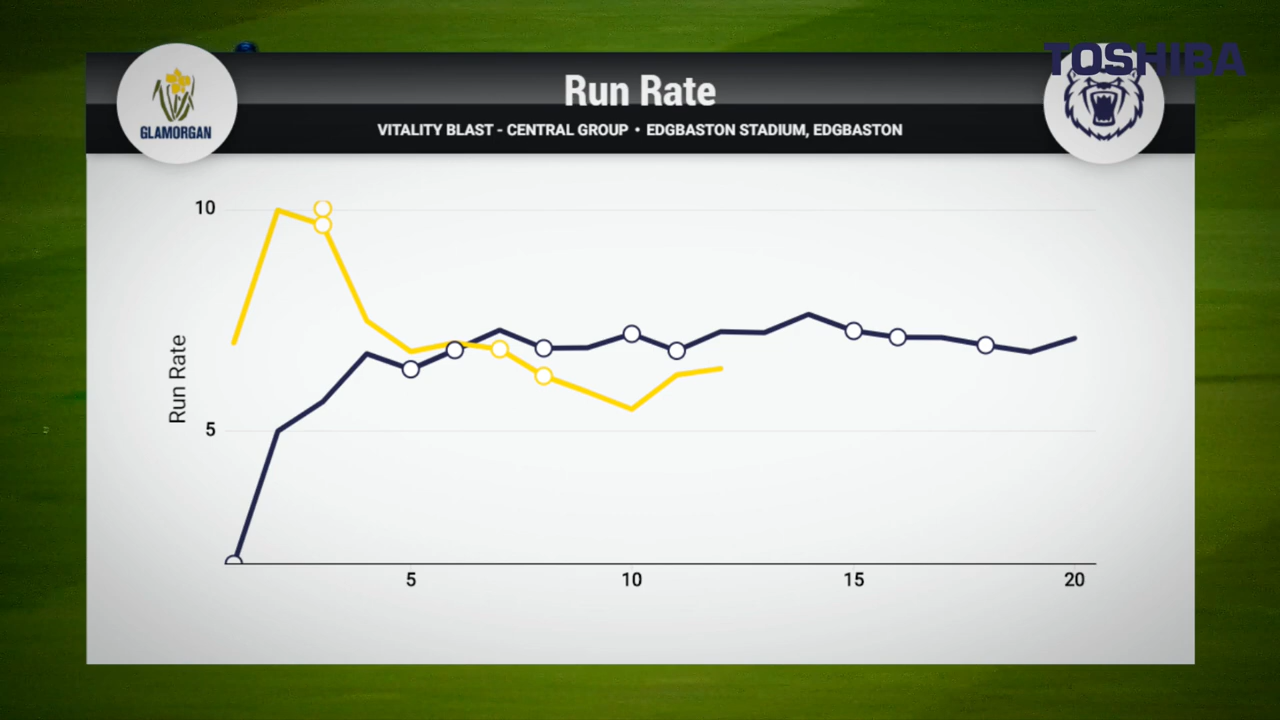 TOSHIBA
GLAMORGAN
Run Rate
VITALITY BLAST - CENTRAL GROUP • EDGBASTON STADIUM, EDGBASTON
10
5
Run Rate
5
10
15
20